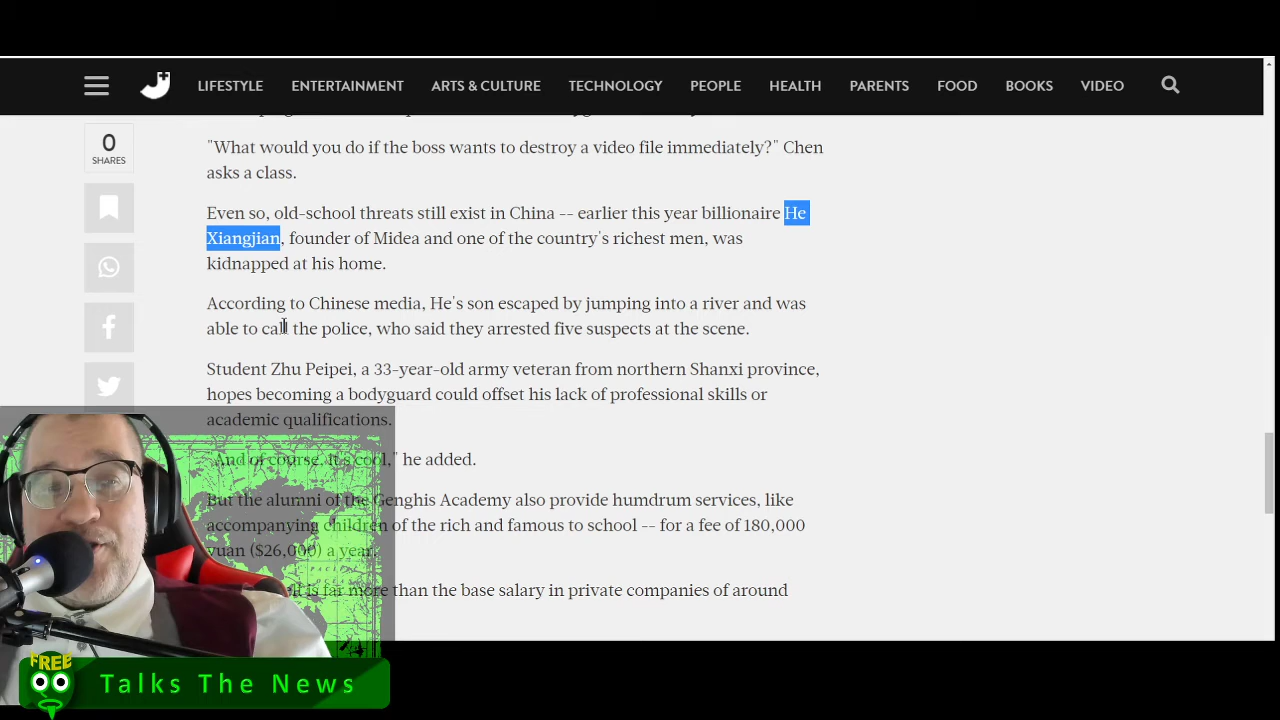 LIFESTYLE ENTERTAINMENT ARTS & CULTURE TECHNOLOGY PEOPLE HEALTH PARENTS FOOD BOOKS VIDEO
0
SHARES
"What would you do if the boss wants to destroy a video file immediately?" Chen
asks a class.
Even so, old-school threats still exist in China -- earlier this year billionaire He
Xiangjian, founder of Midea and one of the country's richest men, was
kidnapped at his home.
According to Chinese media, He's son escaped by jumping into a river and was
able to call the police, who said they arrested five suspects at the scene.
Student Zhu Peipei, a 33-year-old army veteran from northern Shanxi province,
hopes becoming a bodyguard could offset his lack of professional skills or
academic qualifications.
"And of course, it's cool," he added.
But the alumni of the Genghis Academy also provide humdrum services, like
accompanying children of the rich and famous to school -- for a fee of 180,000
yuan ($26,000) a year.
is far more than the base salary in private companies of around
PACIFIC
OCEAN
FREE
Talks The News